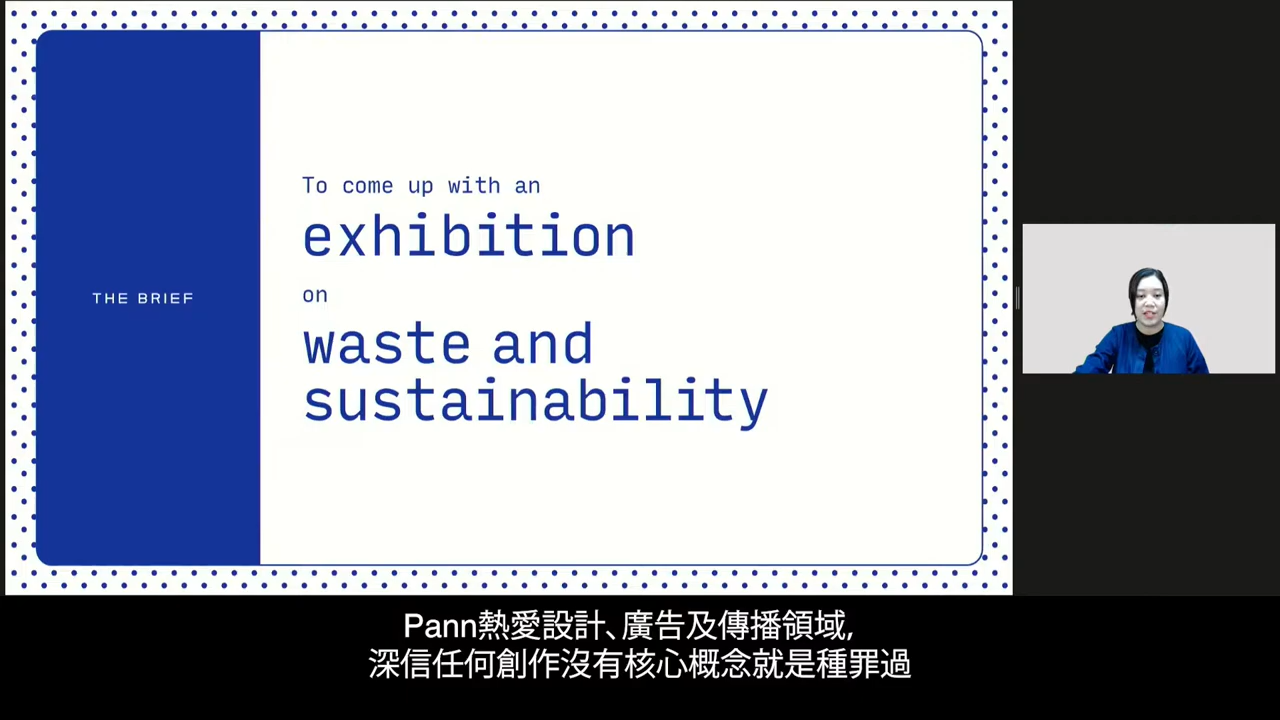 THE BRIEF
To come up with an
exhibition
on
waste and
sustainability
Pann熱愛設計、廣告及傳播領域,
深信任何創作沒有核心概念就是種罪過